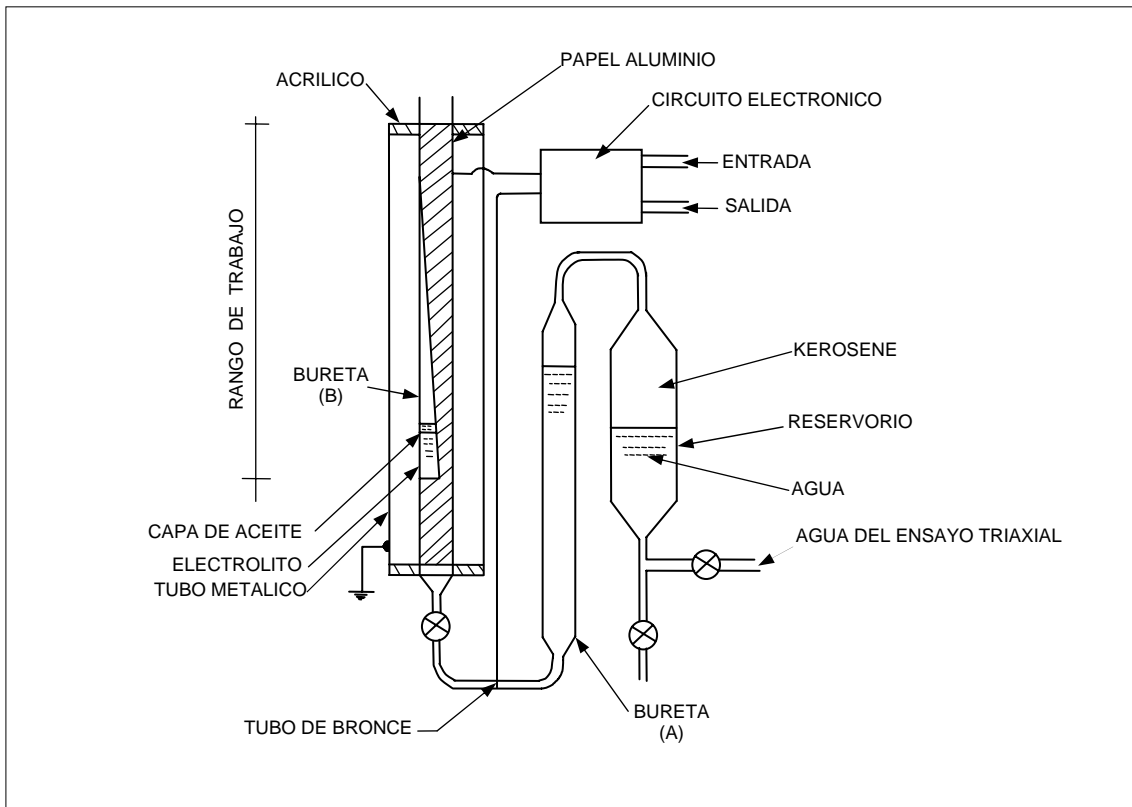 PAPEL ALUMINIO
ACRILICO
CIRCUITO ELECTRONICO
ENTRADA
SALIDA
RANGO DE TRABAJO
KEROSENE
BURETA
(B)
RESERVORIO
AGUA
CAPA DE ACEITE
AGUA DEL ENSAYO TRIAXIAL
ELECTROLITO
TUBO METALICO
BURETA
(A)
TUBO DE BRONCE